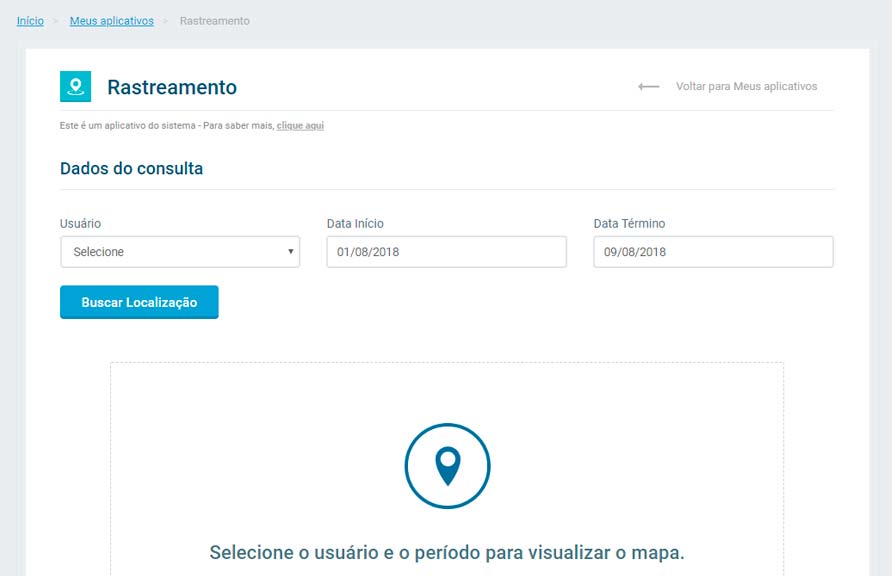 Início > Meus aplicativos > Rastreamento
Rastreamento
Voltar para Meus aplicativos
Este é um aplicativo do sistema - Para saber mais, clique aqui
Dados do consulta
Usuário Data Início Data Término
Selecione 01/08/2018 09/08/2018
Buscar Localização
Selecione o usuário e o período para visualizar o mapa.